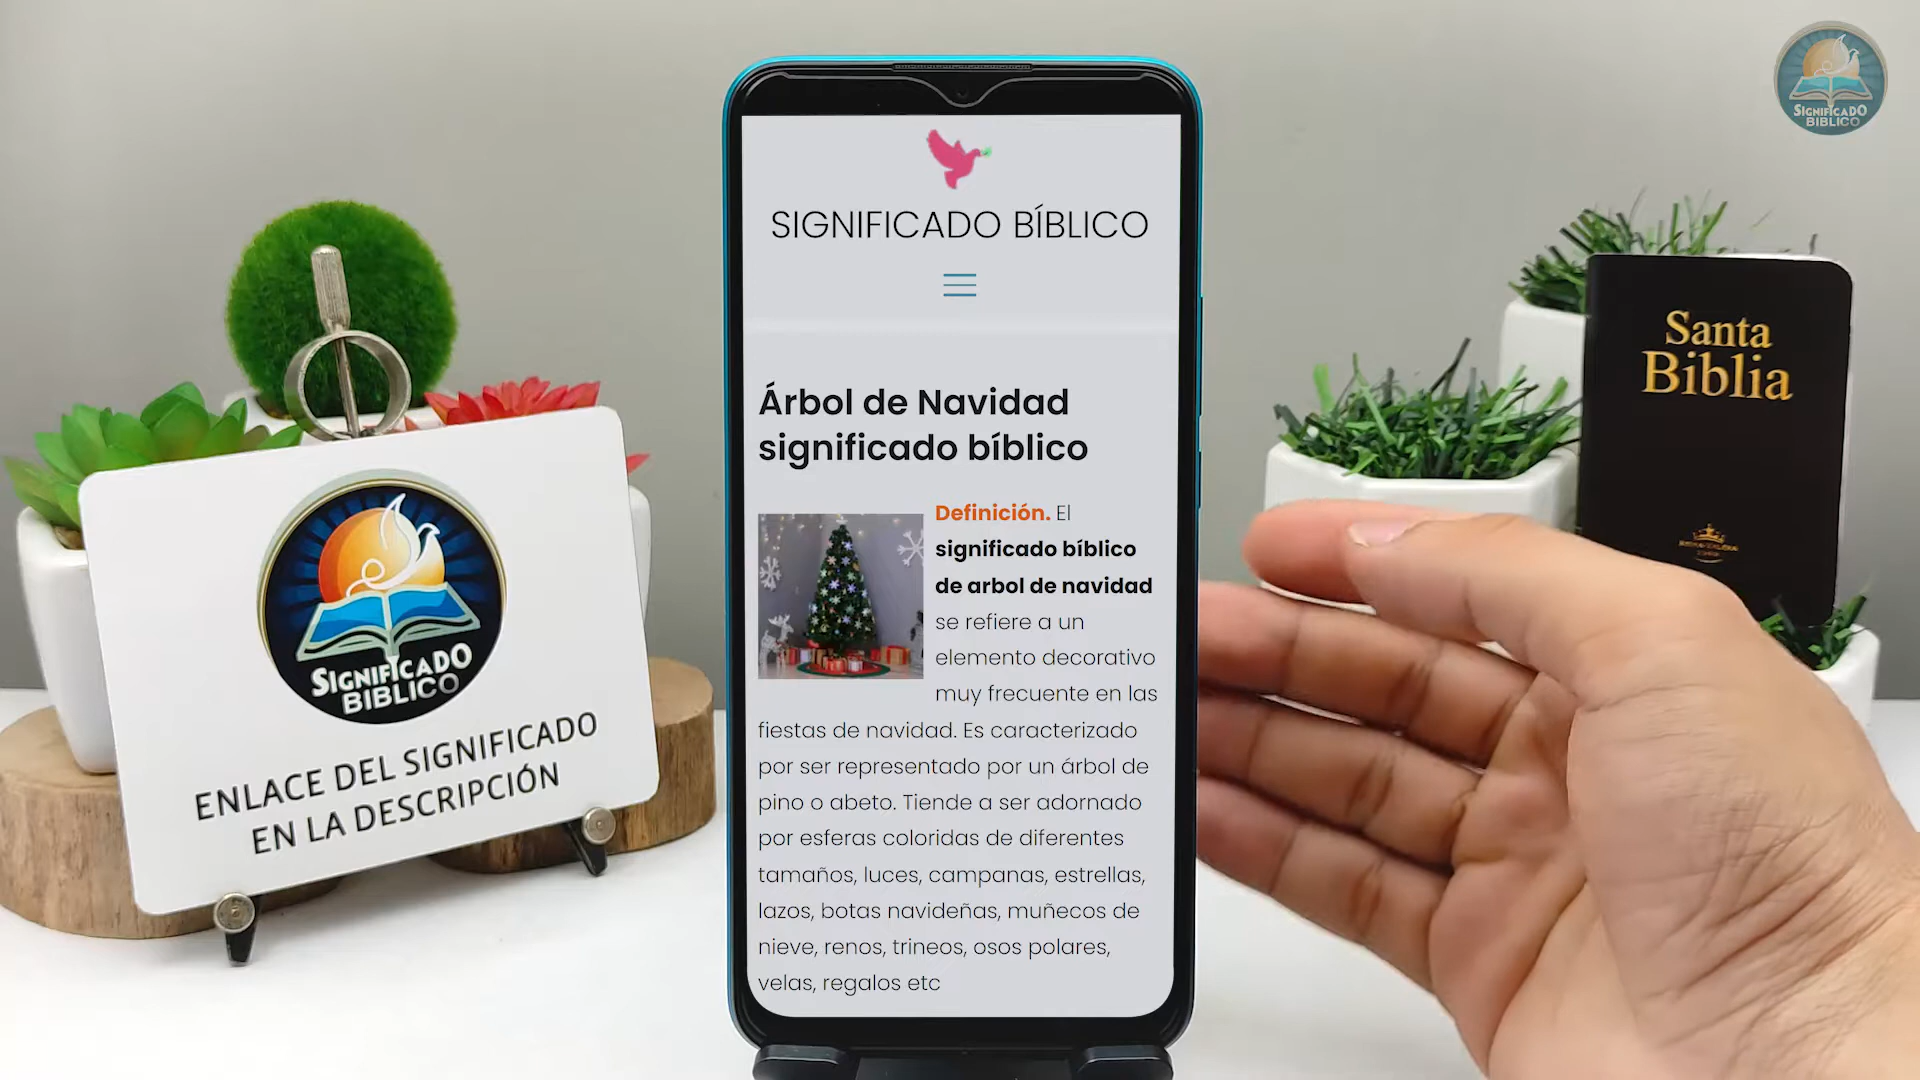 SIGNIFICADO
BIBLICO
SIGNIFICADO BÍBLICO
Árbol de Navidad
significado bíblico
Definición. El
significado bíblico
de arbol de navidad
se refiere a un
elemento decorativo
muy frecuente en las
fiestas de navidad. Es caracterizado
por ser representado por un árbol de
pino o abeto. Tiende a ser adornado
por esferas coloridas de diferentes
tamaños, luces, campanas, estrellas,
lazos, botas navideñas, muñecos de
nieve, renos, trineos, osos polares,
velas, regalos etc
SIGNIFICADO
BIBLICO
ENLACE DEL SIGNIFICADO
EN LA DESCRIPCIÓN
Santa
Biblia